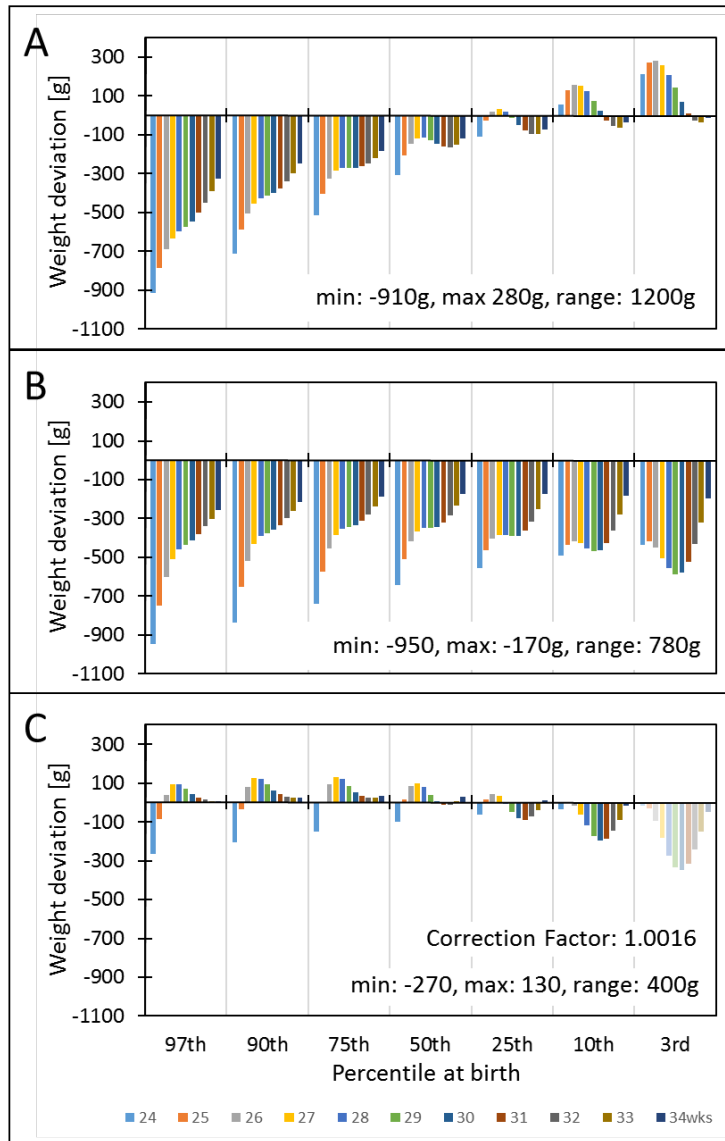 A
Weight deviation [g]
300
100
-100
-300
-500
-700
-900
-1100
min: -910g, max 280g, range: 1200g
B
Weight deviation [g]
300
100
-100
-300
-500
-700
-900
-1100
min: -950, max: -170g, range: 780g
C
Weight deviation [g]
300
100
-100
-300
-500
-700
-900
-1100
Correction Factor: 1.0016
min: -270, max: 130, range: 400g
97th 90th 75th 50th 25th 10th 3rd
Percentile at birth
24 25 26 27 28 29 30 31 32 33 34wks